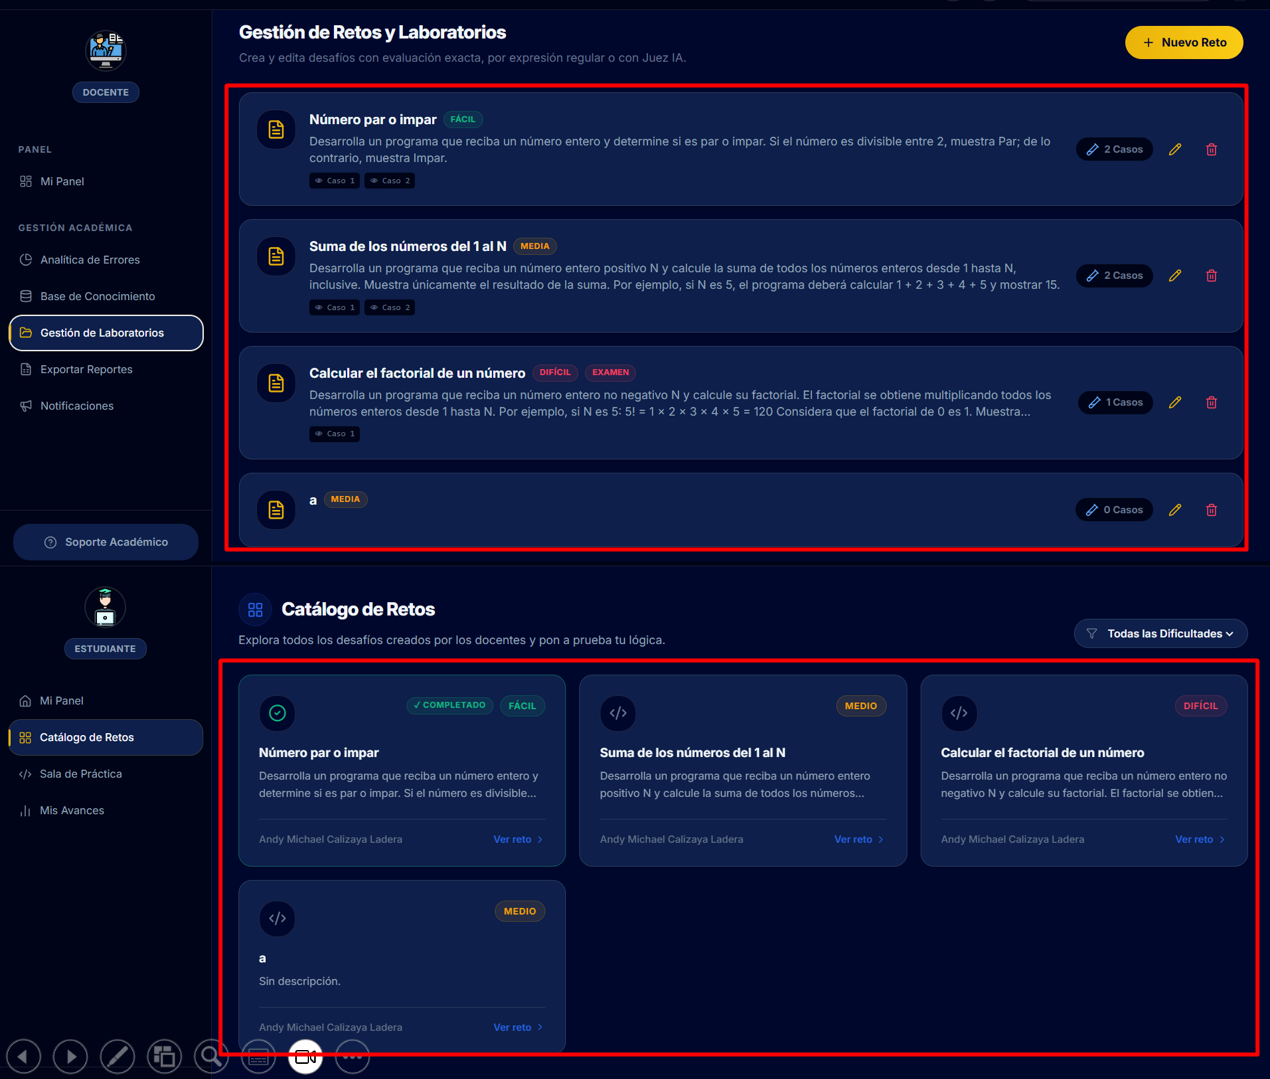 DOCENTE
PANEL
Mi Panel
GESTIÓN ACADÉMICA
Analítica de Errores
Base de Conocimiento
Gestión de Laboratorios
Exportar Reportes
Notificaciones
Soporte Académico
Gestión de Retos y Laboratorios
Crea y edita desafíos con evaluación exacta, por expresión regular o con Juez IA.
+ Nuevo Reto
Número par o impar FÁCIL
Desarrolla un programa que reciba un número entero y determine si es par o impar. Si el número es divisible entre 2, muestra Par; de lo
contrario, muestra Impar.
Caso 1 Caso 2
2 Casos
Suma de los números del 1 al N MEDIA
Desarrolla un programa que reciba un número entero positivo N y calcule la suma de todos los números enteros desde 1 hasta N,
inclusive. Muestra únicamente el resultado de la suma. Por ejemplo, si N es 5, el programa deberá calcular 1 + 2 + 3 + 4 + 5 y mostrar 15.
Caso 1 Caso 2
2 Casos
Calcular el factorial de un número DIFÍCIL EXAMEN
Desarrolla un programa que reciba un número entero no negativo N y calcule su factorial. El factorial se obtiene multiplicando todos los
números enteros desde 1 hasta N. Por ejemplo, si N es 5: 5! = 1 × 2 × 3 × 4 × 5 = 120 Considera que el factorial de 0 es 1. Muestra...
Caso 1
1 Casos
a MEDIA
0 Casos
ESTUDIANTE
Mi Panel
Catálogo de Retos
Sala de Práctica
Mis Avances
Catálogo de Retos
Explora todos los desafíos creados por los docentes y pon a prueba tu lógica.
Todas las Dificultades
✓ COMPLETADO FÁCIL
Número par o impar
Desarrolla un programa que reciba un número entero y
determine si es par o impar. Si el número es divisible...
Andy Michael Calizaya Ladera Ver reto >
MEDIO
Suma de los números del 1 al N
Desarrolla un programa que reciba un número entero
positivo N y calcule la suma de todos los números...
Andy Michael Calizaya Ladera Ver reto >
DIFÍCIL
Calcular el factorial de un número
Desarrolla un programa que reciba un número entero no
negativo N y calcule su factorial. El factorial se obtien...
Andy Michael Calizaya Ladera Ver reto >
MEDIO
a
Sin descripción.
Andy Michael Calizaya Ladera Ver reto >